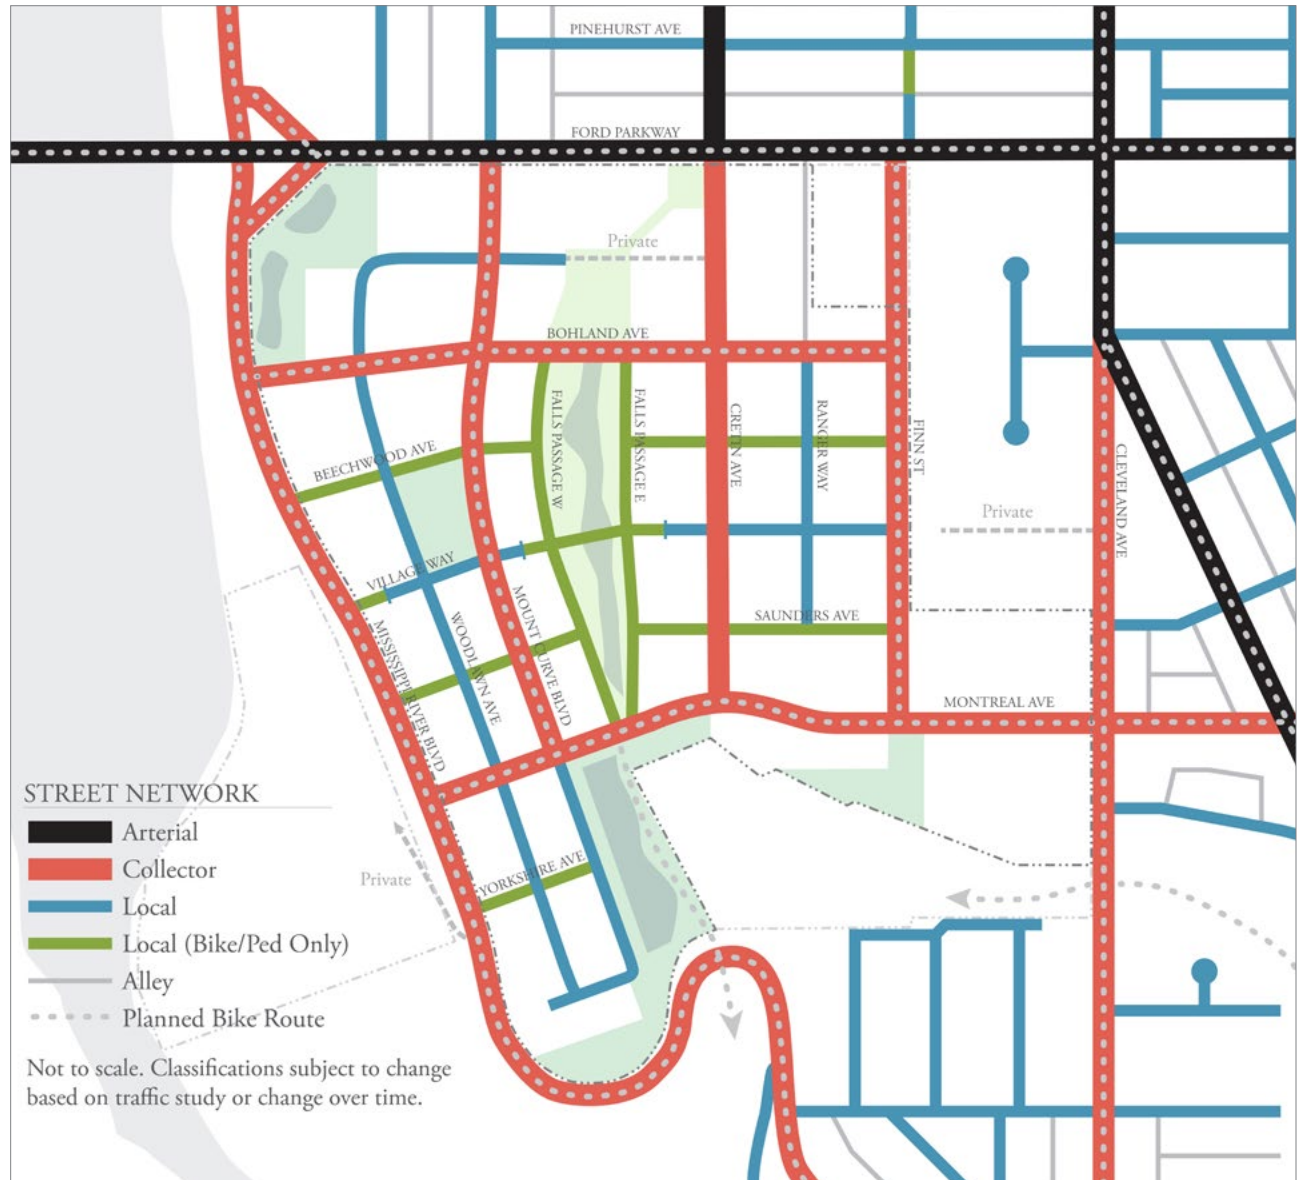 PINEHURST AVE
FORD PARKWAY
Private
BOHLAND AVE
FALLS PASSAGE W
FALLS PASSAGE E
CRETIN AVE
RANGER WAY
FINN ST
CLEVELAND AVE
BEECHWOOD AVE
Private
VILLAGE WAY
MISSISSIPPI RIVER BLVD
WOODLAWN AVE
MOUNT CURVE BLVD
SAUNDERS AVE
MONTREAL AVE
YORKSHIRE AVE
Private
STREET NETWORK
Arterial
Collector
Local
Local (Bike/Ped Only)
Alley
Planned Bike Route
Not to scale. Classifications subject to change
based on traffic study or change over time.